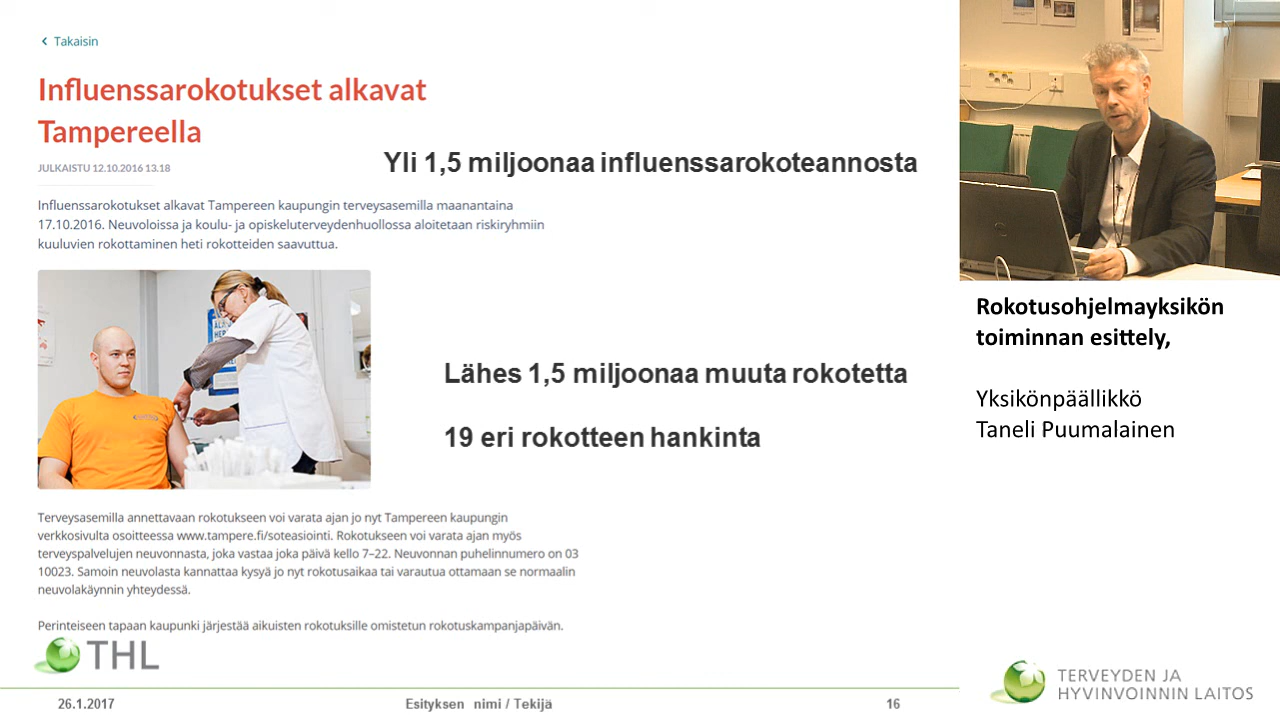 Takaisin
Influenssarokotukset alkavat
Tampereella
JULKAISTU 12.10.2016 13.18
Yli 1,5 miljoonaa influenssarokoteannosta
Influenssarokotukset alkavat Tampereen kaupungin terveysasemilla maanantaina
17.10.2016. Neuvoloissa ja koulu- ja opiskeluterveydenhuollossa aloitetaan riskiryhmiin
kuuluvien rokottaminen heti rokotteiden saavuttua.
Lähes 1,5 miljoonaa muuta rokotetta
19 eri rokotteen hankinta
Terveysasemilla annettavaan rokotukseen voi varata ajan jo nyt Tampereen kaupungin
verkkosivulta osoitteessa www.tampere.fi/soteasiointi. Rokotukseen voi varata ajan myös
terveyspalvelujen neuvonnasta, joka vastaa joka päivä kello 7–22. Neuvonnan puhelinnumero on 03
10023. Samoin neuvolasta kannattaa kysyä jo nyt rokotusaikaa tai varautua ottamaan se normaalin
neuvolakäynnin yhteydessä.
Perinteiseen tapaan kaupunki järjestää aikuisten rokotuksille omistetun rokotuskampanjapäivän.
THL
26.1.2017
Esityksen nimi / Tekijä
16
Rokotusohjelmayksikön
toiminnan esittely,
Yksikönpäällikkö
Taneli Puumalainen
TERVEYDEN JA
HYVINVOINNIN LAITOS